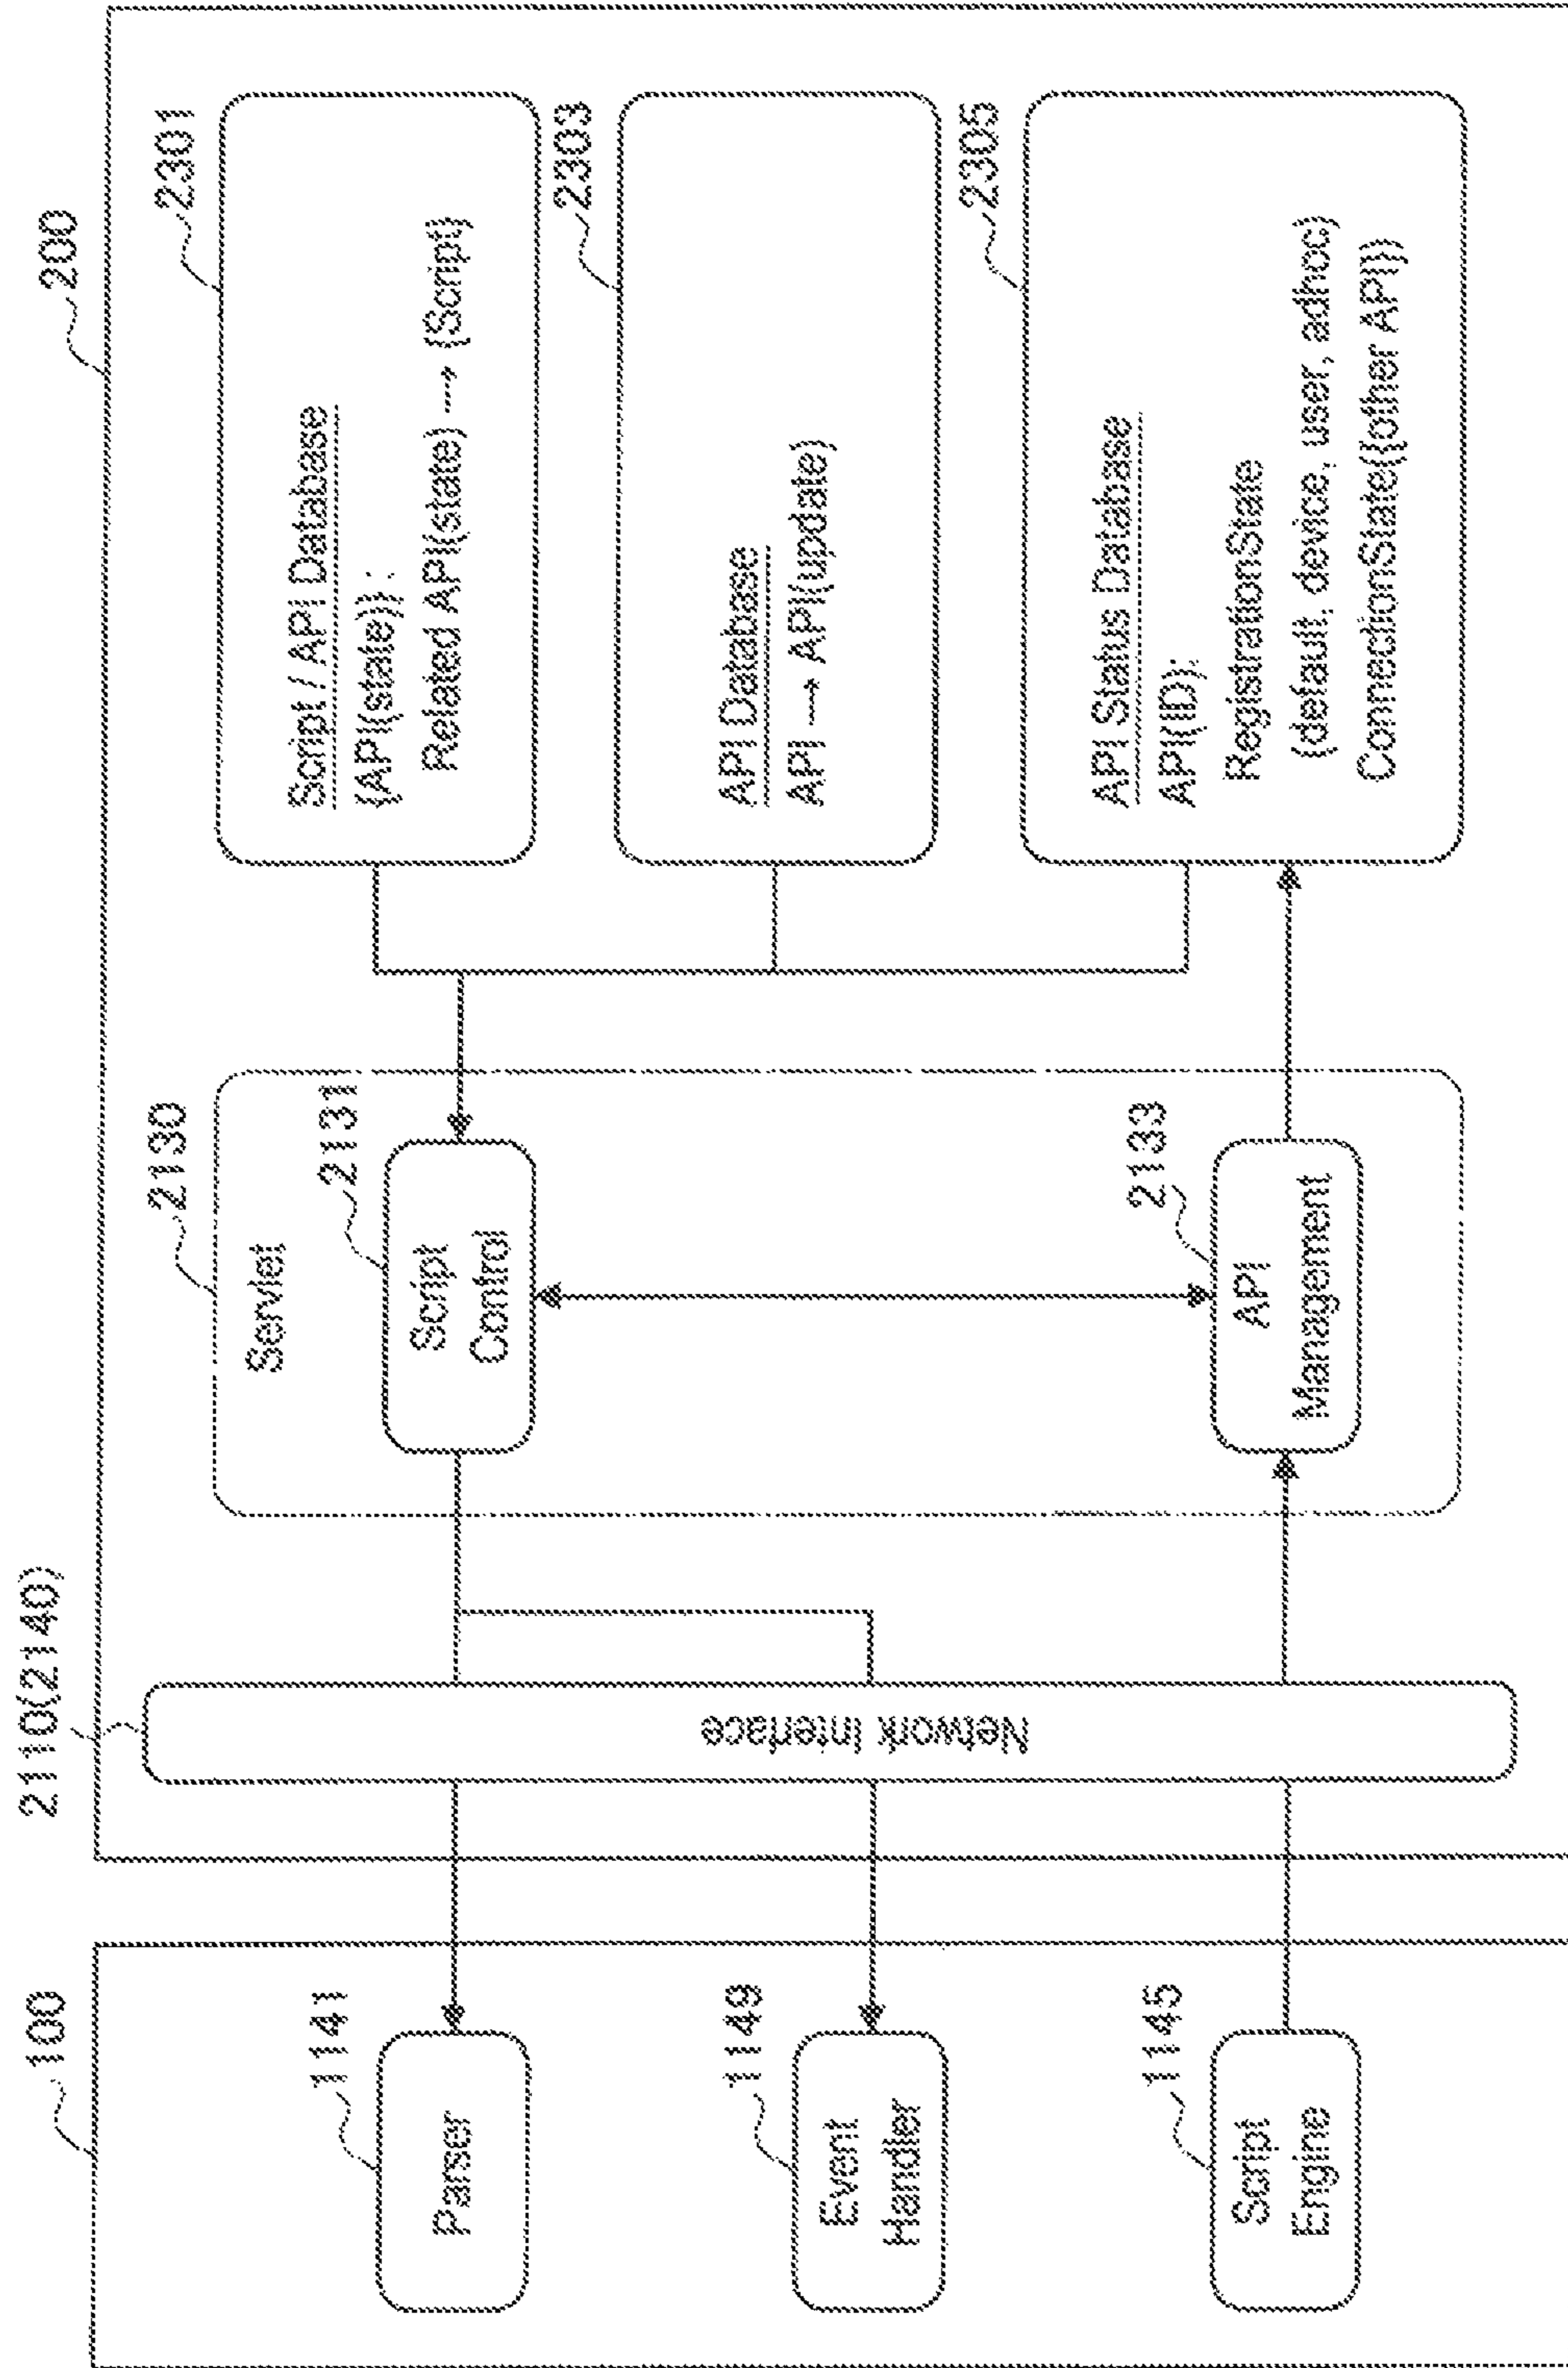 100
Parser
1141
Event
Handler
1149
Script
Engine
1145
200
2110(2140)
Network Interface
2130
Servlet
2131
Script
Control
2133
API
Management
2301
Script / API Database
{API(state)} :
Related API(state) → {Script}
2303
API Database
API → API(update)
2305
API Status Database
API(ID):
RegistrationState
{default, device, user, adhoc}
ConnectionState({other API})